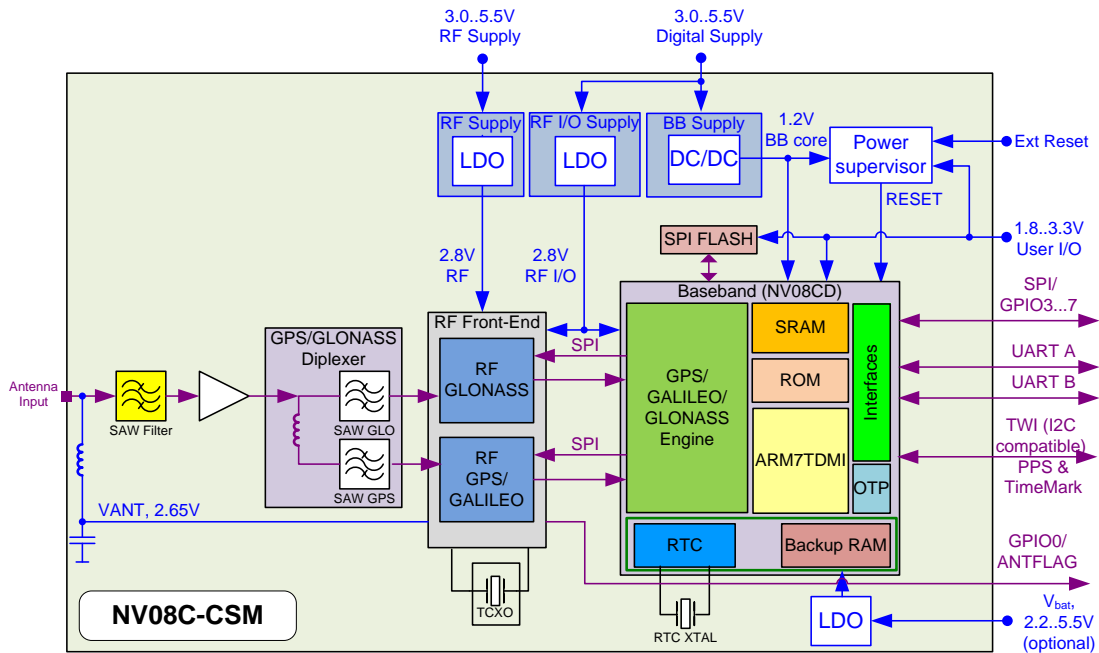 3.0..5.5V
RF Supply
3.0..5.5V
Digital Supply
RF Supply
LDO
RF I/O Supply
LDO
BB Supply
DC/DC
1.2V
BB core
Power
supervisor
Ext Reset
RESET
SPI FLASH
1.8..3.3V
User I/O
2.8V
RF
2.8V
RF I/O
Baseband (NV08CD)
SPI/
GPIO3...7
RF Front-End
GPS/GLONASS
Diplexer
SPI
RF
GLONASS
GPS/
GALILEO/
GLONASS
Engine
SRAM
ROM
Interfaces
UART A
UART B
Antenna
Input
SAW Filter
SAW GLO
SPI
RF
GPS/
GALILEO
ARM7TDMI
TWI (I2C
compatible)
PPS &
TimeMark
SAW GPS
OTP
VANT, 2.65V
RTC
Backup RAM
GPIO0/
ANTFLAG
TCXO
RTC XTAL
LDO
Vbat,
2.2..5.5V
(optional)
NV08C-CSM